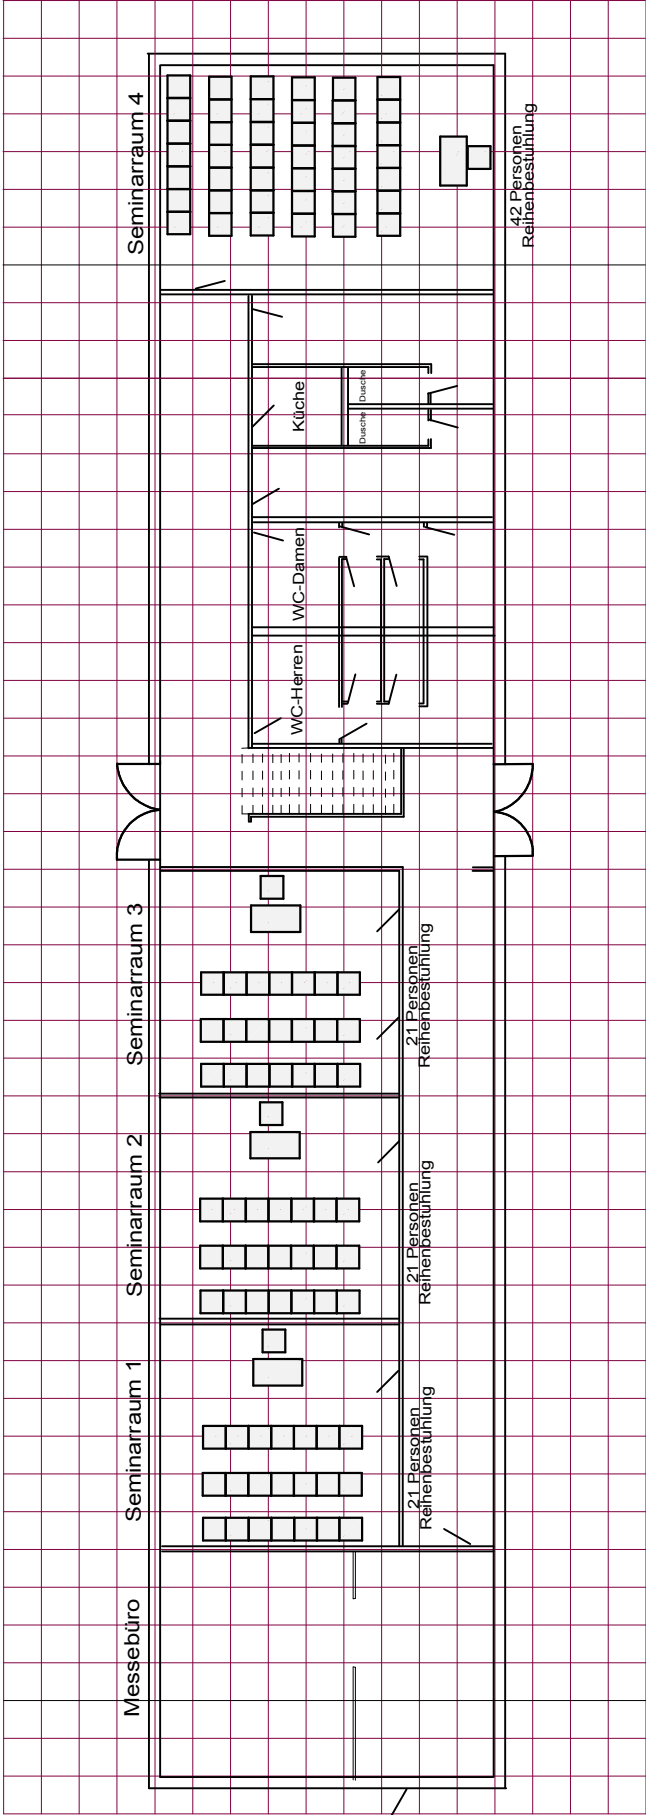 Seminarraum 4
42 Personen
Reihenbestuhlung
Küche
Dusche
Dusche
WC-Damen
WC-Herren
Seminarraum 3
21 Personen
Reihenbestuhlung
Seminarraum 2
21 Personen
Reihenbestuhlung
Seminarraum 1
21 Personen
Reihenbestuhlung
Messebüro